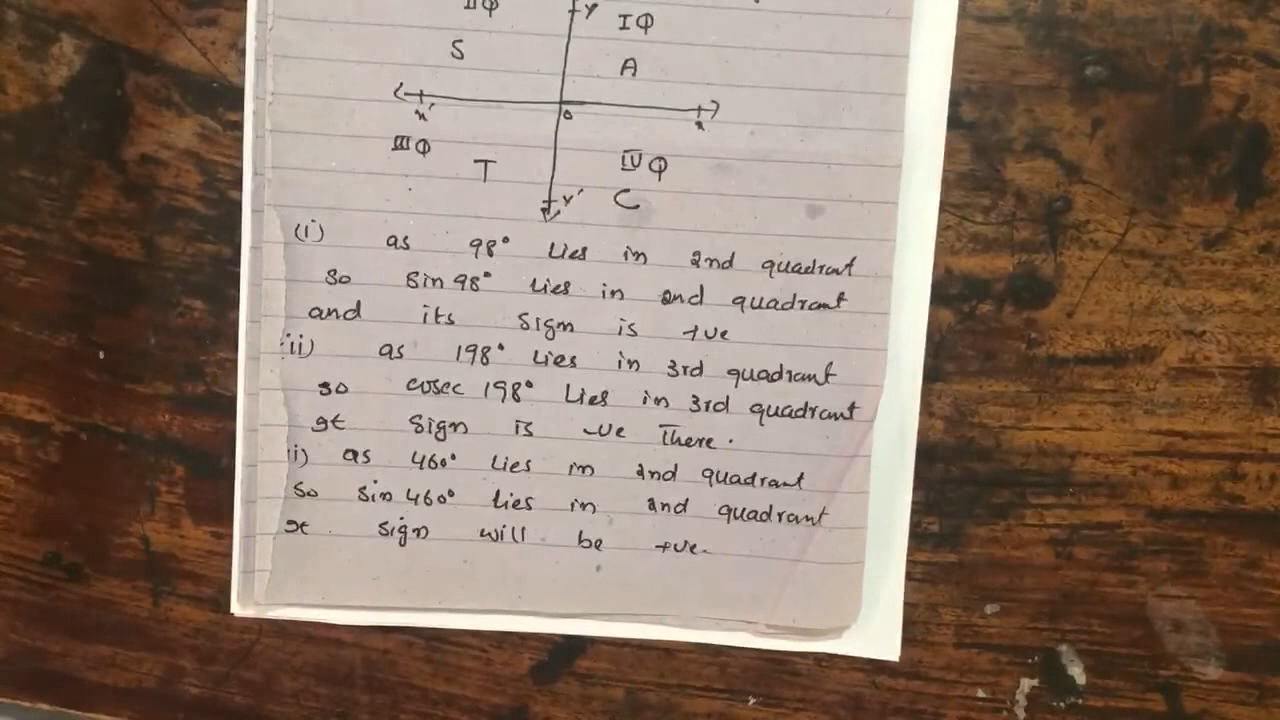 IIQ
Y
IQ
S
A
x'
o
x
IIIQ
T
IVQ
Y'
C
(i) as 98° lies in 2nd quadrant
so sin 98° lies in 2nd quadrant
and its sign is +ve
ii) as 198° lies in 3rd quadrant
so cosec 198° lies in 3rd quadrant
It sign is -ve There.
i) as 460° lies in 2nd quadrant
so sin 460° lies in 2nd quadrant
It sign will be +ve.